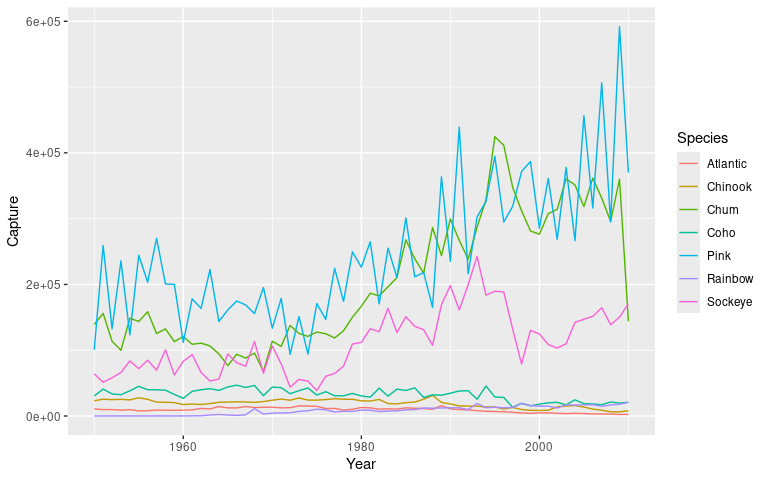 6e+05
4e+05
2e+05
0e+00
Capture
1960
1980
2000
Year
Species
Atlantic
Chinook
Chum
Coho
Pink
Rainbow
Sockeye